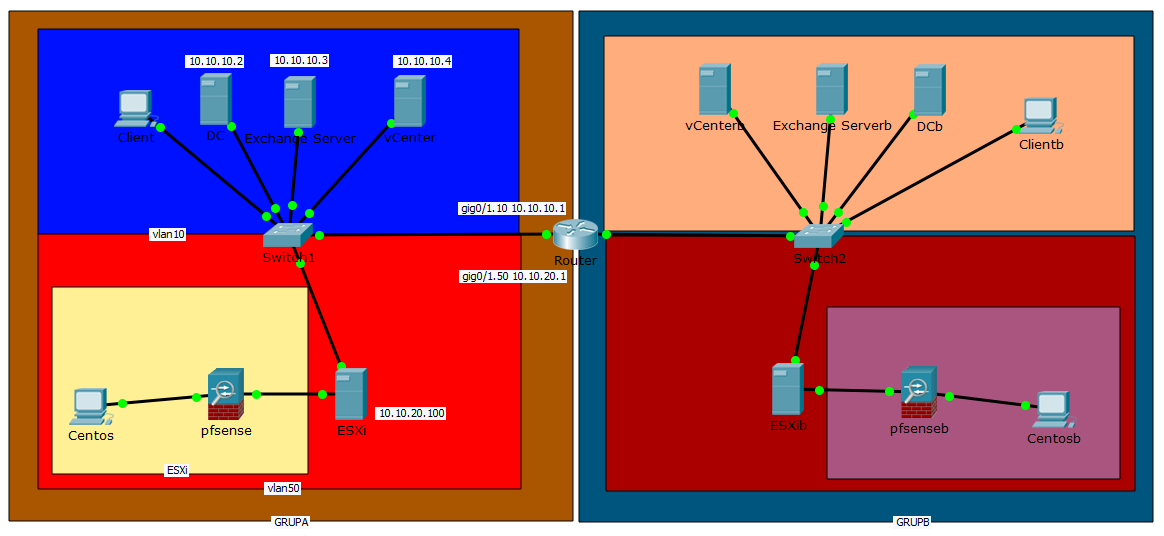 10.10.10.2
10.10.10.3
10.10.10.4
Client
DC
Exchange Server
vCenter
vCenterb
Exchange Serverb
DCb
Clientb
gig0/1.10 10.10.10.1
vlan10
Switch1
Router
Switch2
gig0/1.50 10.10.20.1
10.10.20.100
Centos
pfsense
ESXi
ESXib
pfsenseb
Centosb
ESXi
vlan50
GRUPA
GRUPB